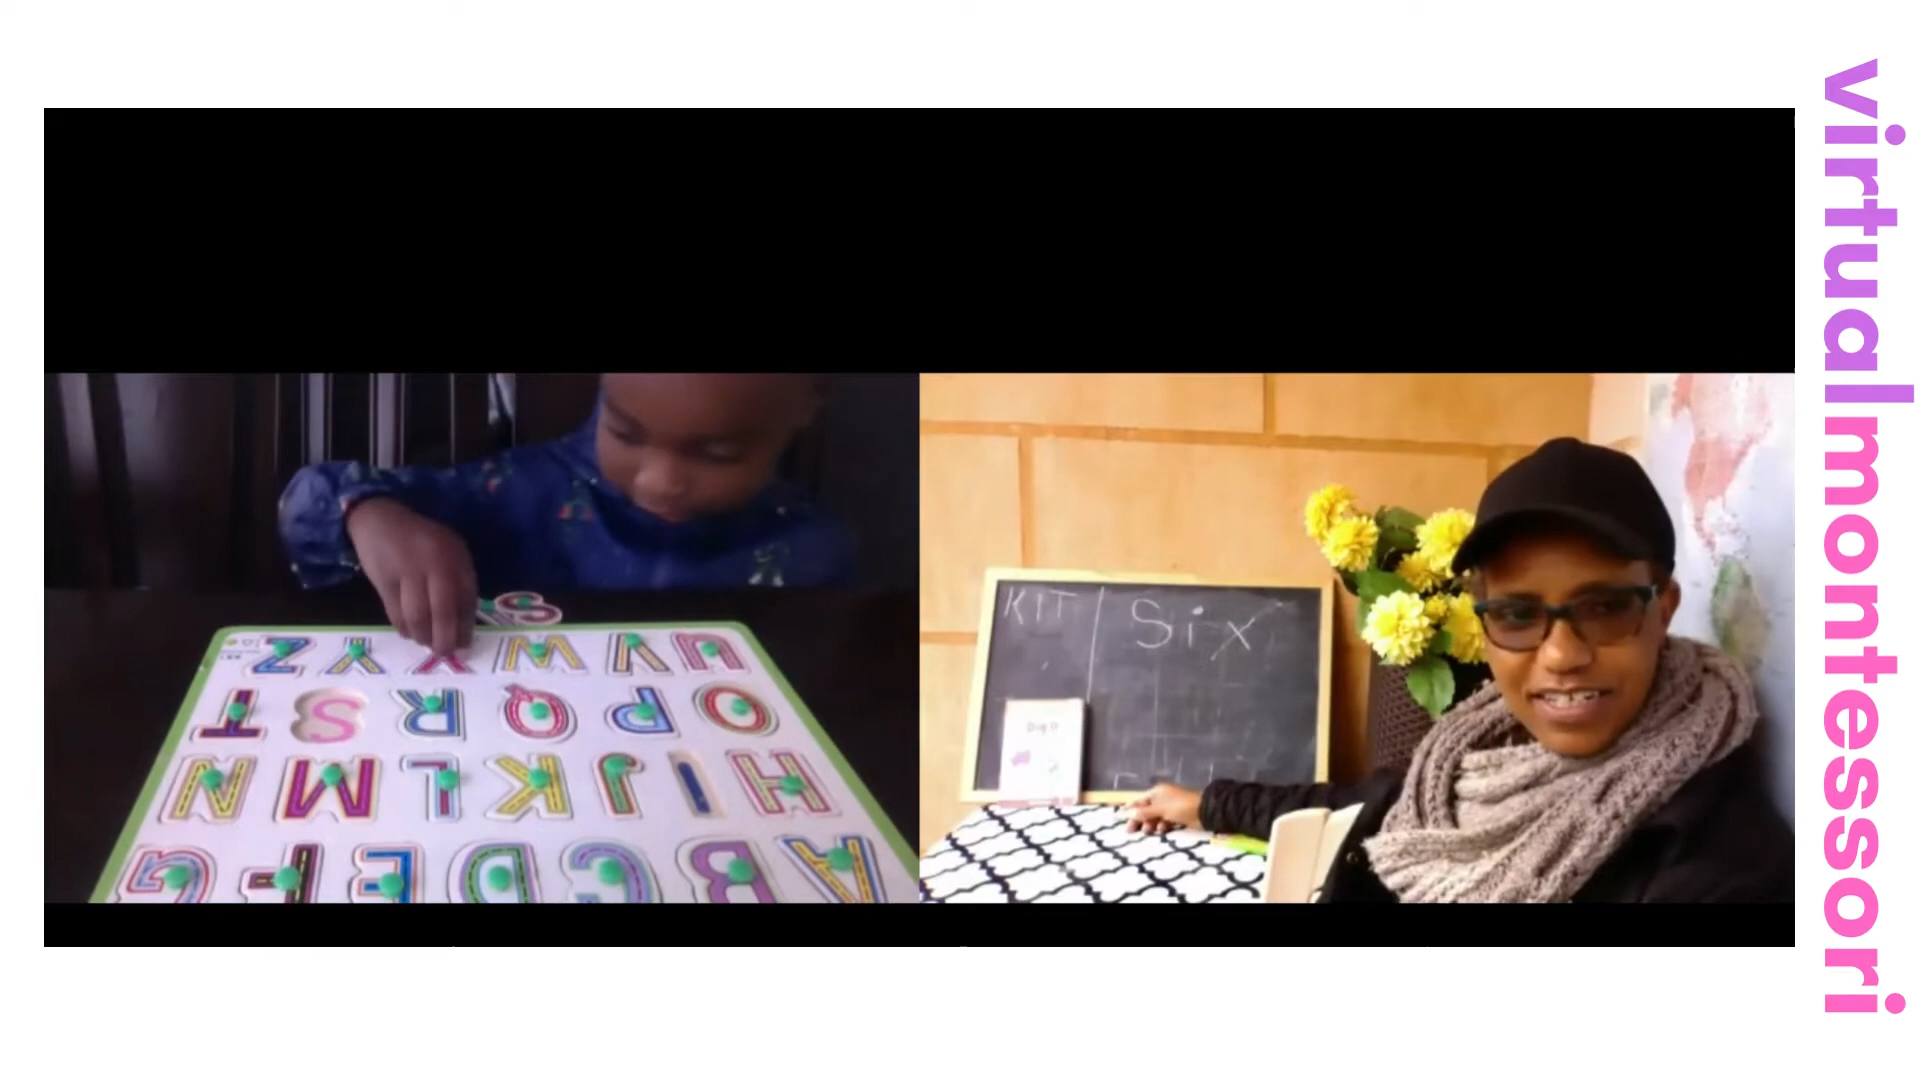 virtualmontessori
S
Z Y X W V U
T S R Q P O
N M L K J I H
G F E D C B A
KIT
Six